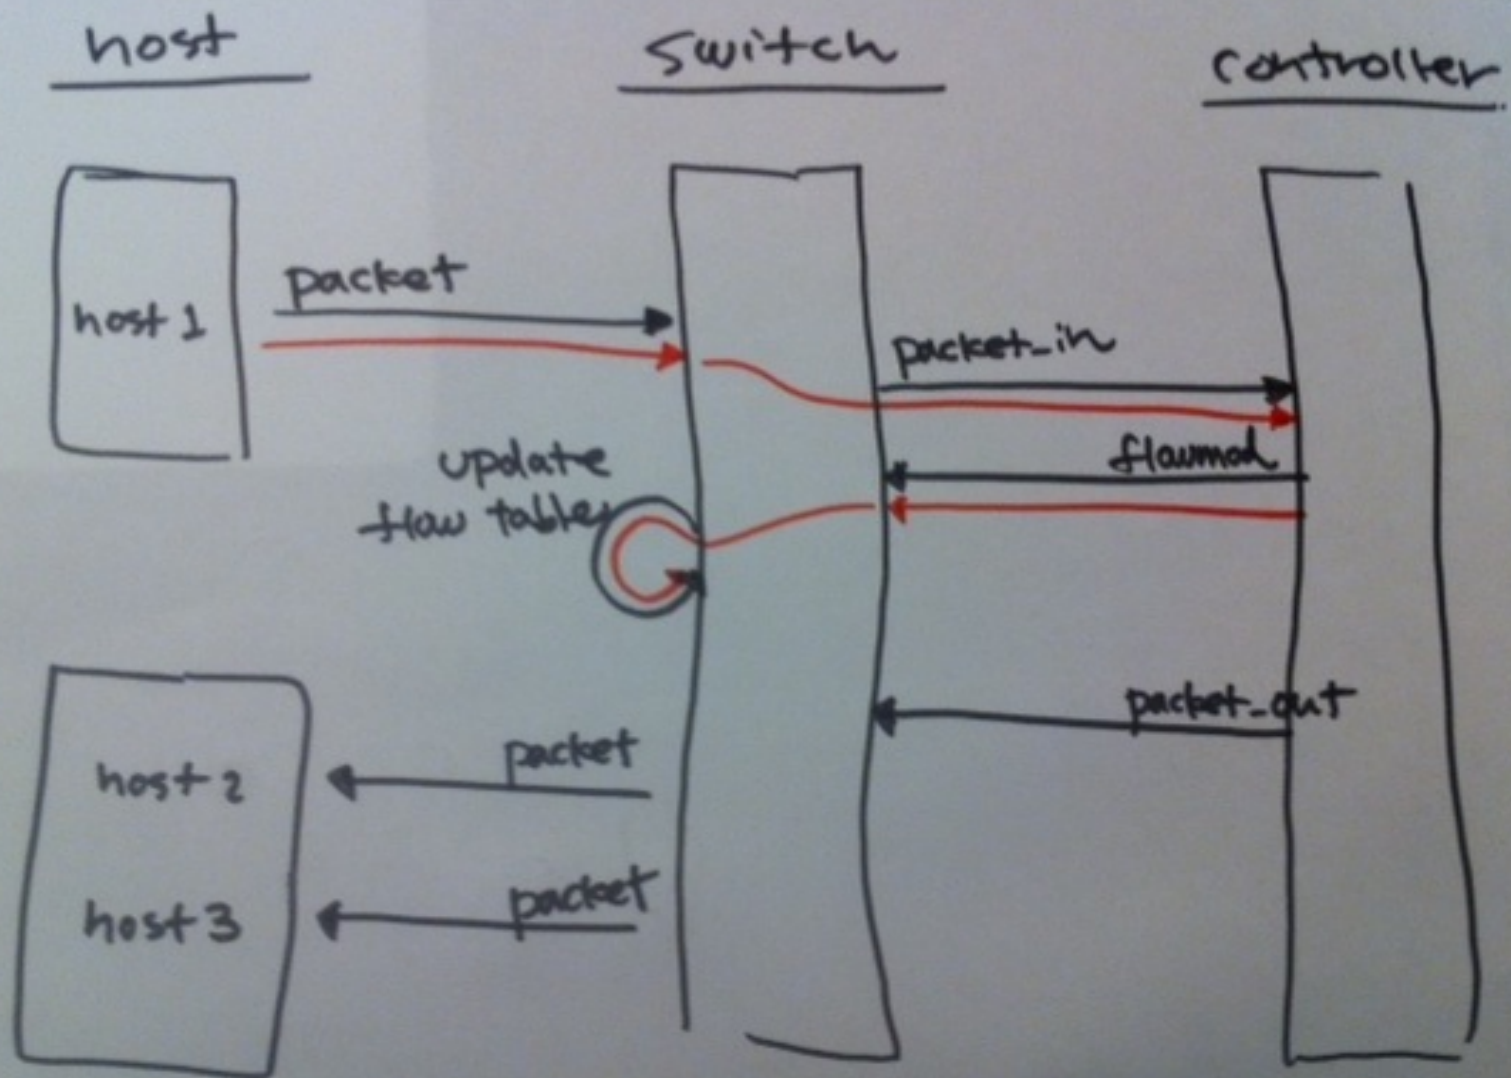 host
switch
controller
host 1
packet
packet_in
flowmod
update
flow table
packet_out
host 2
packet
host 3
packet